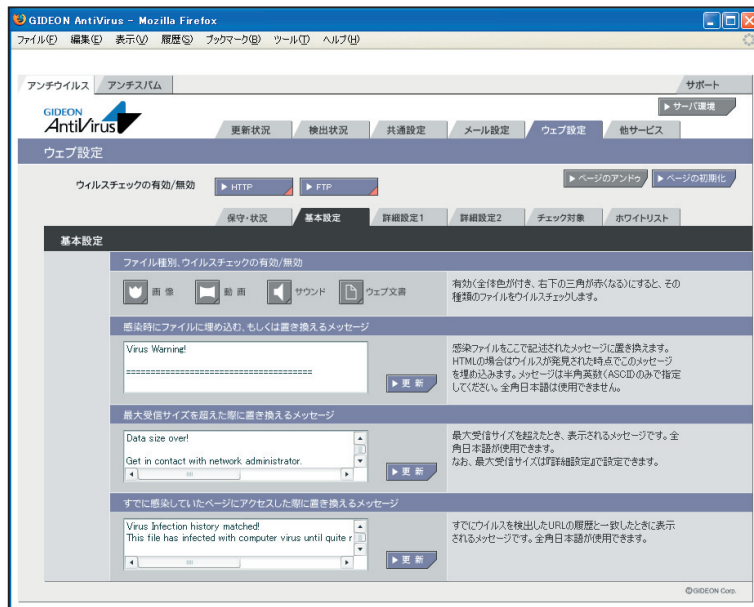 GIDEON AntiVirus - Mozilla Firefox
ファイル(F) 編集(E) 表示(V) 履歴(S) ブックマーク(B) ツール(T) ヘルプ(H)
アンチウイルス アンチスパム サポート
GIDEON AntiVirus
サーバ環境
更新状況 検出状況 共通設定 メール設定 ウェブ設定 他サービス
ウェブ設定
ウィルスチェックの有効/無効 HTTP FTP ページのアンドゥ ページの初期化
保守・状況 基本設定 詳細設定1 詳細設定2 チェック対象 ホワイトリスト
基本設定
ファイル種別、ウイルスチェックの有効/無効
画像 動画 サウンド ウェブ文書
有効(全体色が付き、右下の三角が赤くなる)にすると、その
種類のファイルをウイルスチェックします。
感染時にファイルに埋め込む、もしくは置き換えるメッセージ
Virus Warning!
=====================================
更新
感染ファイルをここで記述されたメッセージに置き換えます。
HTMLの場合はウイルスが発見された時点でこのメッセージ
を埋め込みます。メッセージは半角英数(ASCII)のみで指定
してください。全角日本語は使用できません。
最大受信サイズを超えた際に置き換えるメッセージ
Data size over!
Get in contact with network administrator.
更新
最大受信サイズを超えたとき、表示されるメッセージです。全
角日本語が使用できます。
なお、最大受信サイズは『詳細設定』で設定できます。
すでに感染していたページにアクセスした際に置き換えるメッセージ
Virus Infection history matched!
This file has infected with computer virus until quite r
更新
すでにウイルスを検出したURLの履歴と一致したときに表示
されるメッセージです。全角日本語が使用できます。
©GIDEON Corp.